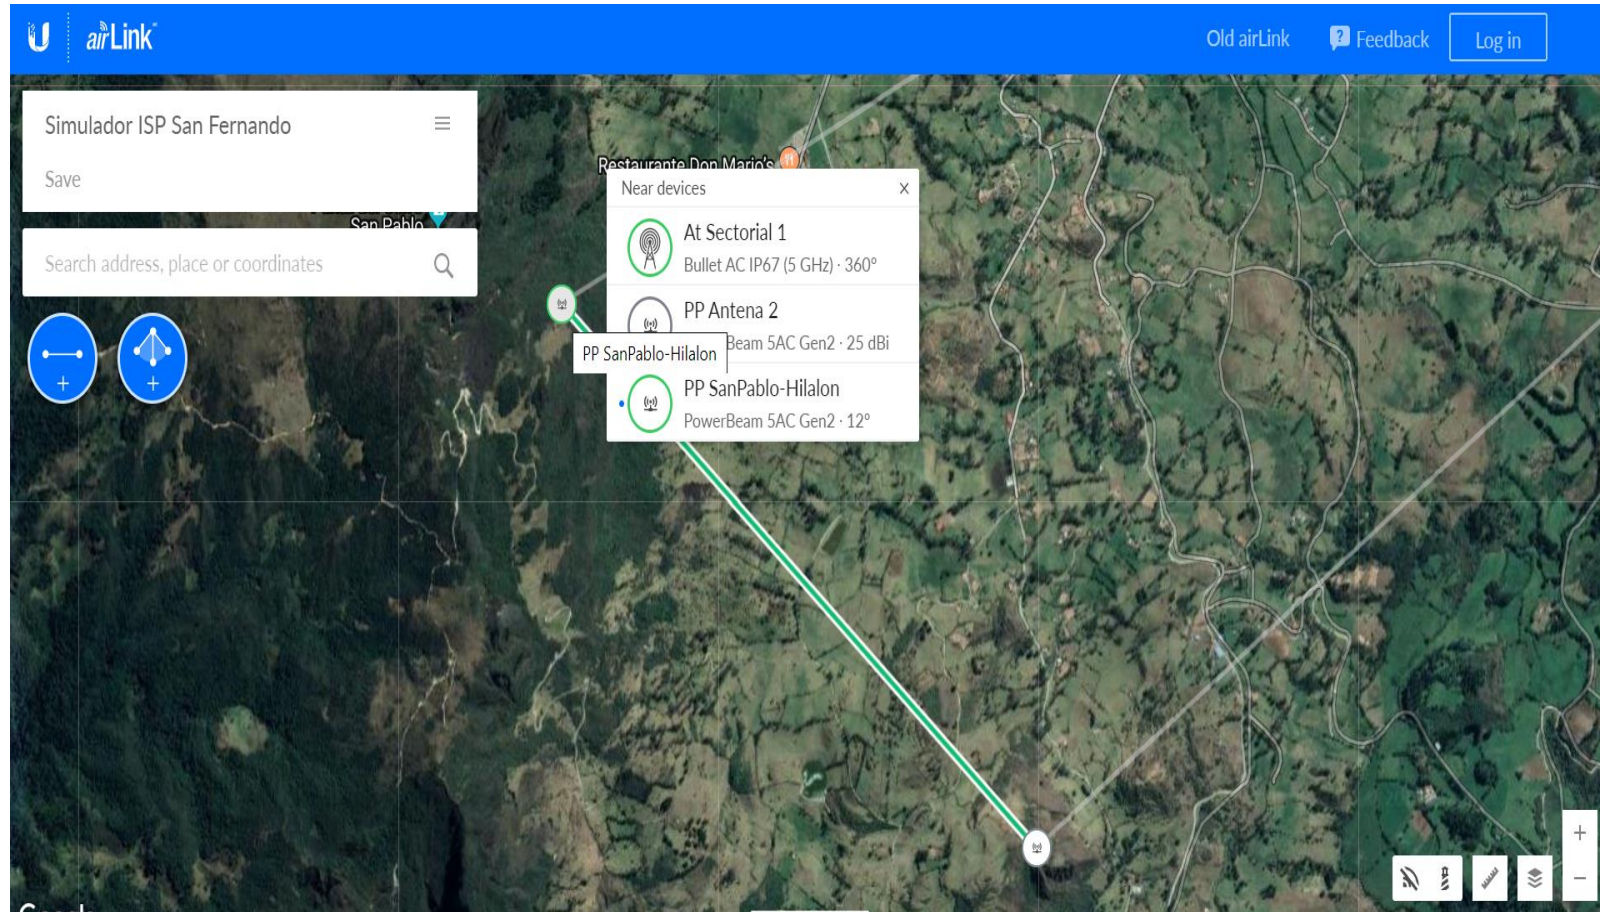 airLink
Old airLink
Feedback
Log in
Simulador ISP San Fernando
Save
San Pablo
Search address, place or coordinates
Restaurante Don Mario's
Near devices
At Sectorial 1
Bullet AC IP67 (5 GHz) · 360°
PP Antena 2
Beam 5AC Gen2 · 25 dBi
PP SanPablo-Hilalon
PP SanPablo-Hilalon
PowerBeam 5AC Gen2 · 12°